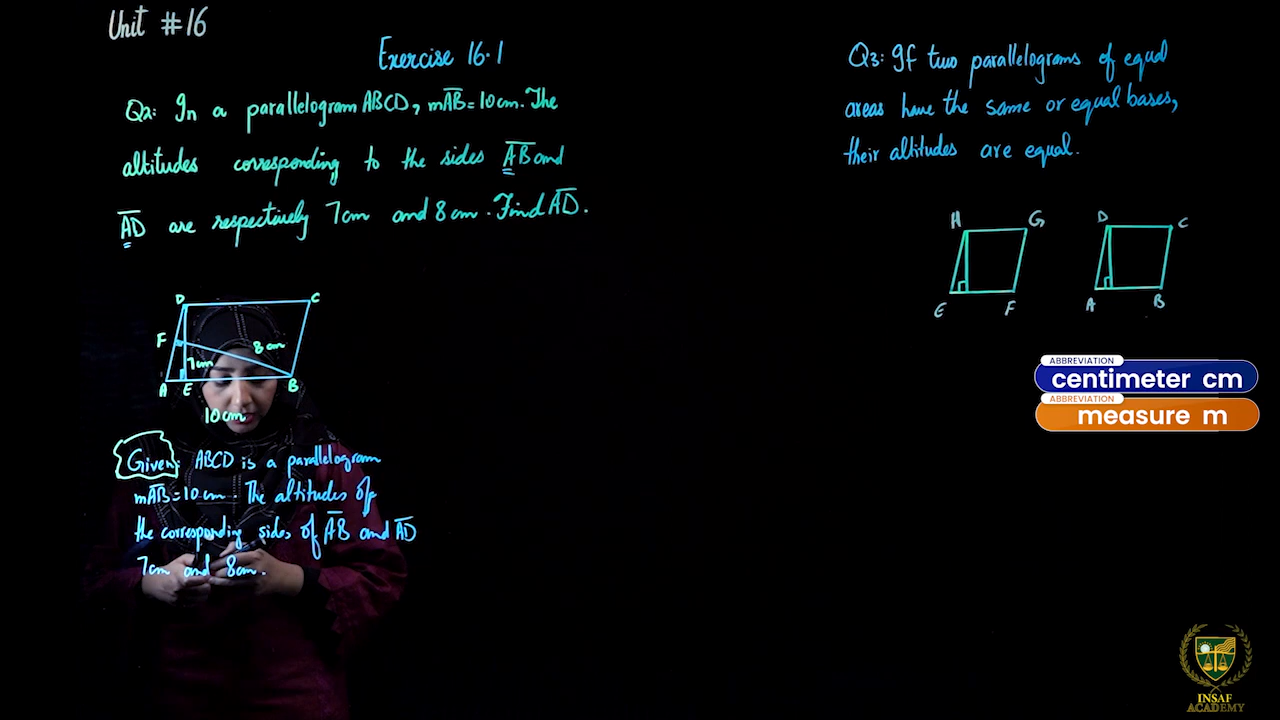 Unit #16
Exercise 16.1
Q2: In a parallelogram ABCD, mAB=10cm. The
altitudes corresponding to the sides AB and
AD are respectively 7cm and 8cm. Find AD.
D C
F 8cm
7cm
A E B
10cm
Given: ABCD is a parallelogram
mAB=10cm. The altitudes of
the corresponding sides of AB and AD
7cm and 8cm.
Q3: If two parallelograms of equal
areas have the same or equal bases,
their altitudes are equal.
H G D C
E F A B
ABBREVIATION
centimeter cm
ABBREVIATION
measure m
INSAF
ACADEMY